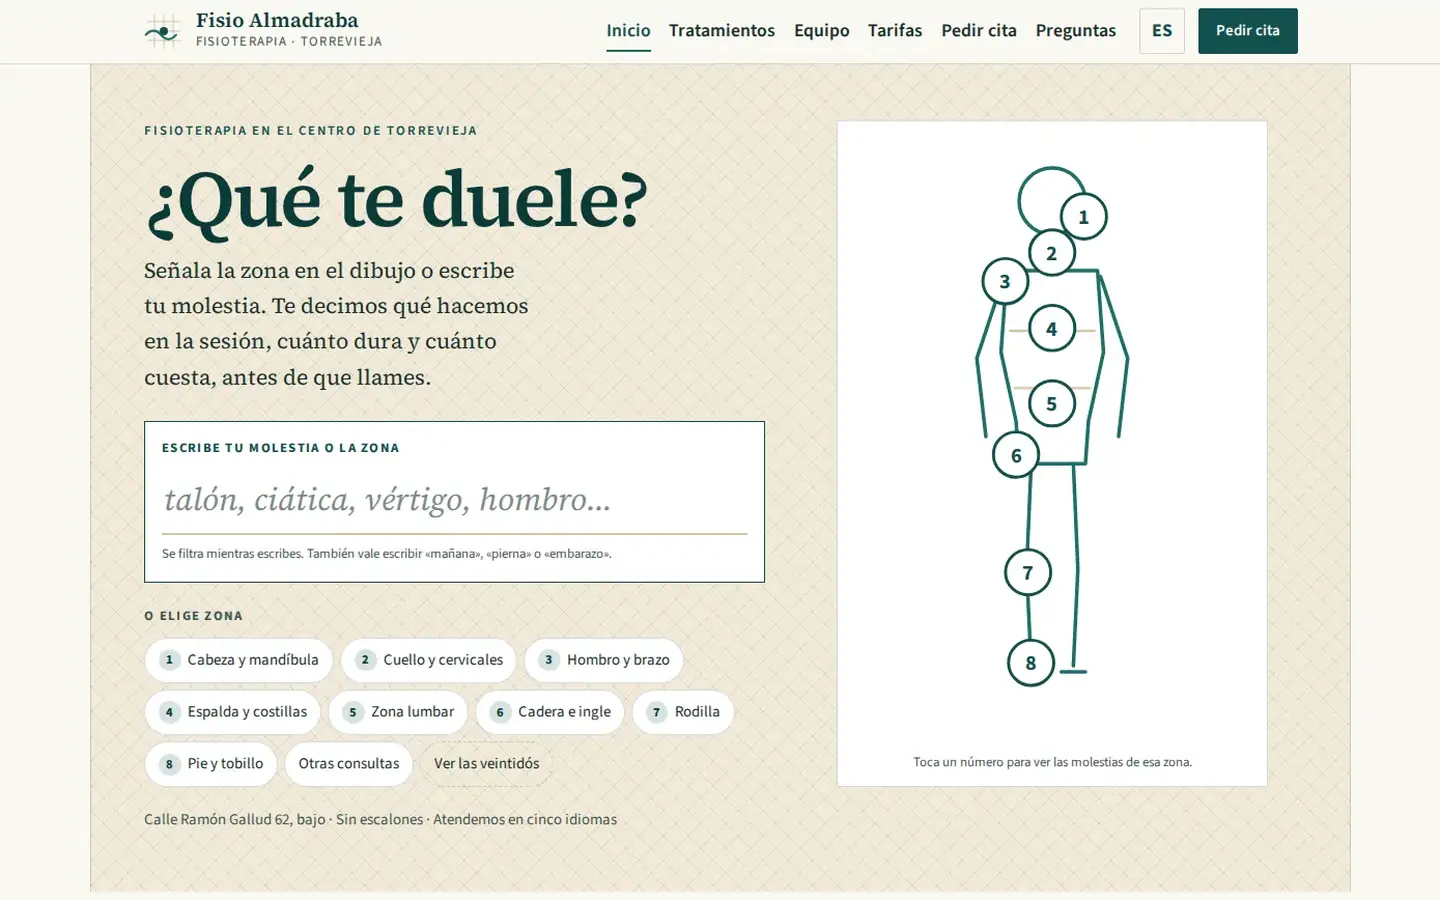 Fisio Almadraba
FISIOTERAPIA · TORREVIEJA
Inicio
Tratamientos
Equipo
Tarifas
Pedir cita
Preguntas
ES
Pedir cita
FISIOTERAPIA EN EL CENTRO DE TORREVIEJA
¿Qué te duele?
Señala la zona en el dibujo o escribe
tu molestia. Te decimos qué hacemos
en la sesión, cuánto dura y cuánto
cuesta, antes de que llames.
ESCRIBE TU MOLESTIA O LA ZONA
talón, ciática, vértigo, hombro...
Se filtra mientras escribes. También vale escribir «mañana», «pierna» o «embarazo».
O ELIGE ZONA
1 Cabeza y mandíbula
2 Cuello y cervicales
3 Hombro y brazo
4 Espalda y costillas
5 Zona lumbar
6 Cadera e ingle
7 Rodilla
8 Pie y tobillo
Otras consultas
Ver las veintidós
Calle Ramón Gallud 62, bajo · Sin escalones · Atendemos en cinco idiomas
1
2
3
4
5
6
7
8
Toca un número para ver las molestias de esa zona.